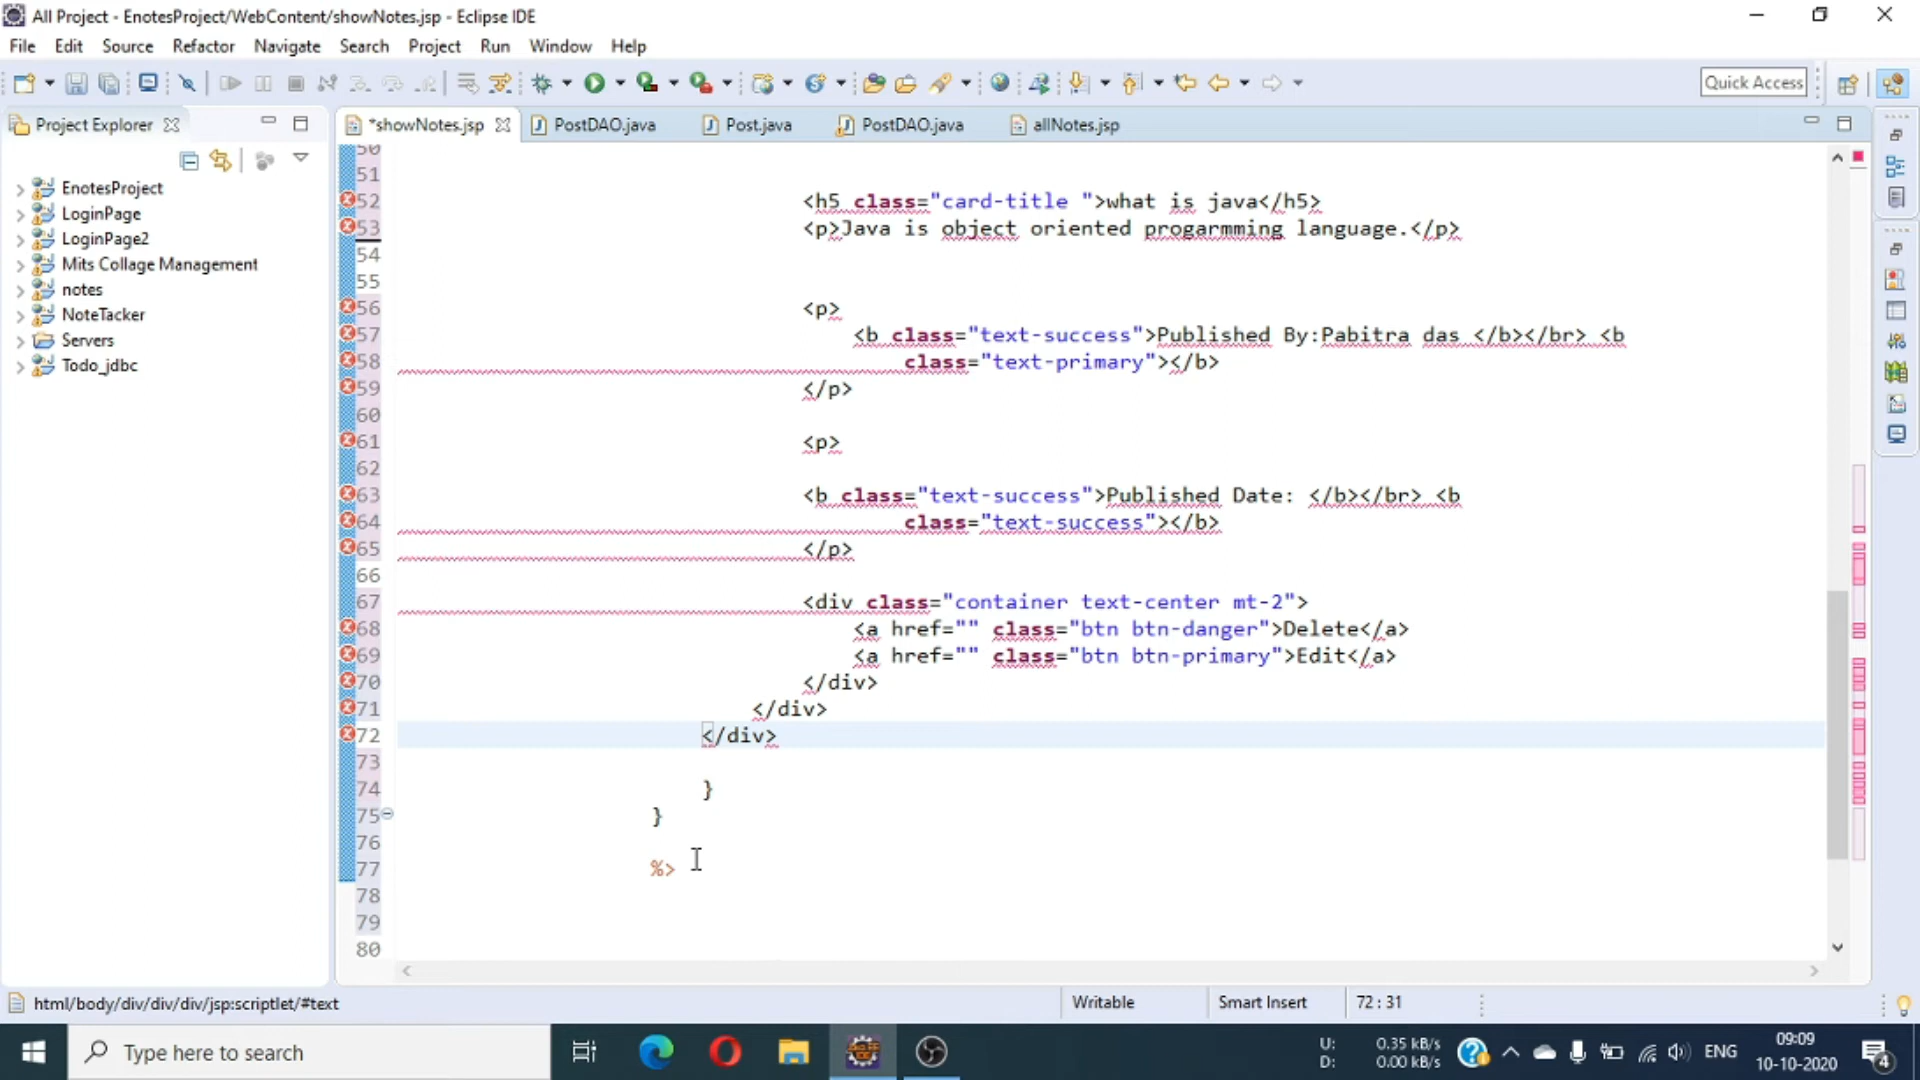 All Project - EnotesProject/WebContent/showNotes.jsp - Eclipse IDE
File Edit Source Refactor Navigate Search Project Run Window Help
Quick Access
Project Explorer
*showNotes.jsp PostDAO.java Post.java PostDAO.java allNotes.jsp
EnotesProject
LoginPage
LoginPage2
Mits Collage Management
notes
NoteTacker
Servers
Todo_jdbc
50
51
52 <h5 class="card-title ">what is java</h5>
53 <p>Java is object oriented progarmming language.</p>
54
55
56 <p>
57 <b class="text-success">Published By:Pabitra das </b></br> <b
58 class="text-primary"></b>
59 </p>
60
61 <p>
62
63 <b class="text-success">Published Date: </b></br> <b
64 class="text-success"></b>
65 </p>
66
67 <div class="container text-center mt-2">
68 <a href="" class="btn btn-danger">Delete</a>
69 <a href="" class="btn btn-primary">Edit</a>
70 </div>
71 </div>
72 </div>
73
74 }
75 }
76
77 %>
78
79
80
html/body/div/div/div/jsp:scriptlet/#text Writable Smart Insert 72 : 31
Type here to search
U: 0.35 kB/s
D: 0.00 kB/s
ENG
09:09
10-10-2020
4